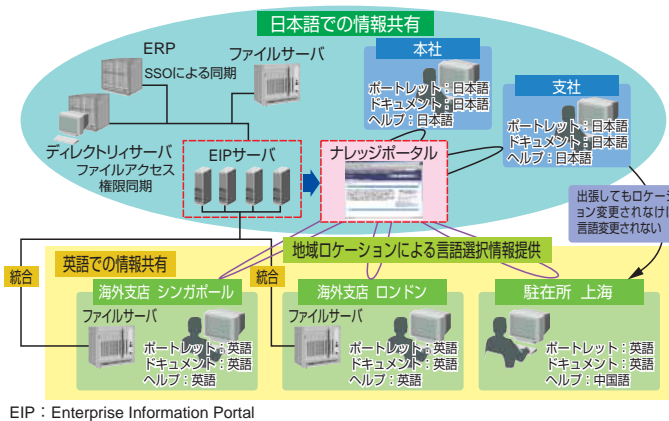 日本語での情報共有
ERP
SSOによる同期
ファイルサーバ
ディレクトリィサーバ
ファイルアクセス
権限同期
EIPサーバ
ナレッジポータル
本社
ポートレット：日本語
ドキュメント：日本語
ヘルプ：日本語
支社
ポートレット：日本語
ドキュメント：日本語
ヘルプ：日本語
出張してもロケーシ
ョン変更されなけ
言語変更されない
地域ロケーションによる言語選択情報提供
英語での情報共有
統合
統合
海外支店 シンガポール
ファイルサーバ
ポートレット：英語
ドキュメント：英語
ヘルプ：英語
海外支店 ロンドン
ファイルサーバ
ポートレット：英語
ドキュメント：英語
ヘルプ：英語
駐在所 上海
ポートレット：英語
ドキュメント：英語
ヘルプ：中国語
EIP：Enterprise Information Portal